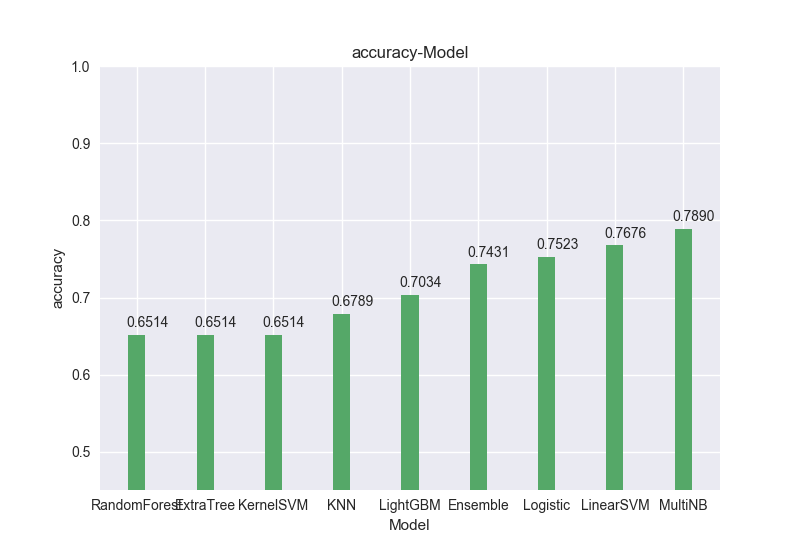 accuracy-Model
1.0
0.9
0.8
0.7
0.6
0.5
accuracy
0.6514 0.6514 0.6514 0.6789 0.7034 0.7431 0.7523 0.7676 0.7890
RandomForest ExtraTree KernelSVM KNN LightGBM Ensemble Logistic LinearSVM MultiNB
Model